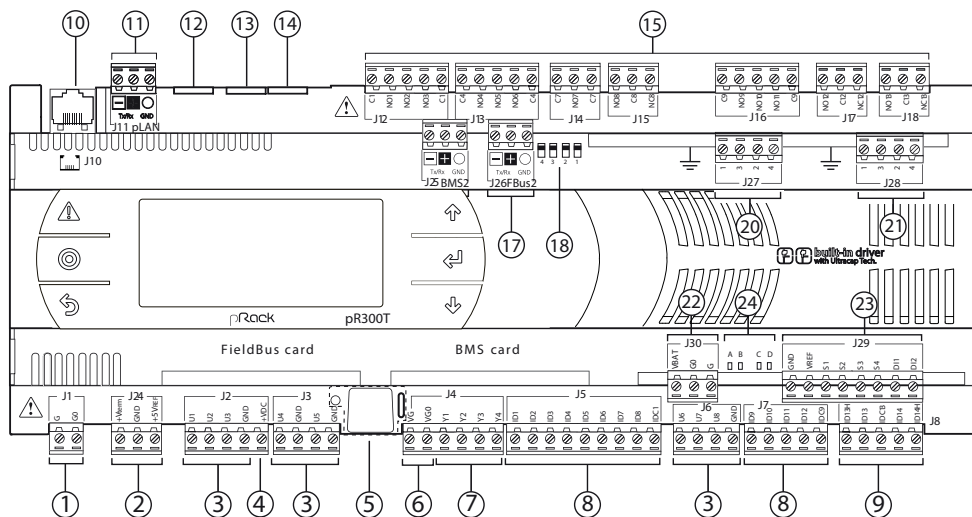 10 11 12 13 14 15
C1 NO1 NO2 NO3 C1 C4 NO4 NO5 NO6 C4 C7 NO7 C7 NO8 C8 NC8 C9 NO9 NO10 NO11 C9 NO12 C12 NC12 NO13 C13 NC13
Tx/Rx GND
J11 pLAN
J12 J13 J14 J15 J16 J17 J18
J10
4 3 2 1
Tx/Rx GND Tx/Rx GND
J25 BMS2 J26 FBus2
1 3 2 4 1 3 2 4
J27 J28
17 18 20 21
built-in driver
with Ultracap Tech.
pRack pR300T
22 24 23
FieldBus card BMS card
J30 J29
VBAT G0 G A B C D GND VREF S1 S2 S3 S4 DI1 DI2
J1 J24 J2 J3 J4 J5 J6 J7 J8
G G0 +Vterm GND +5VREF U1 U2 U3 GND +VDC U4 GND U5 GND VG VG0 Y1 Y2 Y3 Y4 ID1 ID2 ID3 ID4 ID5 ID6 ID7 ID8 IDC1 U6 U7 U8 GND ID9 ID10 ID11 ID12 IDC9 ID13H ID13 IDC13 ID14 ID14H
1 2 3 4 3 5 6 7 8 3 8 9